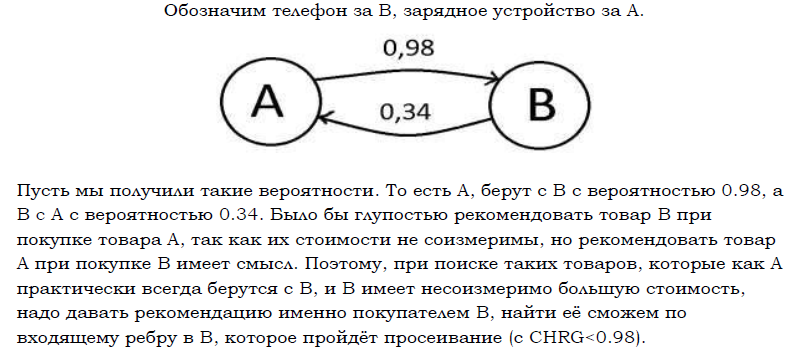 Обозначим телефон за В, зарядное устройство за А.
0,98
A
B
0,34
Пусть мы получили такие вероятности. То есть А, берут с В с вероятностью 0.98, а
В с А с вероятностью 0.34. Было бы глупостью рекомендовать товар В при
покупке товара А, так как их стоимости не соизмеримы, но рекомендовать товар
А при покупке В имеет смысл. Поэтому, при поиске таких товаров, которые как А
практически всегда берутся с В, и В имеет несоизмеримо большую стоимость,
надо давать рекомендацию именно покупателем В, найти её сможем по
входящему ребру в В, которое пройдёт просеивание (с CHRG<0.98).